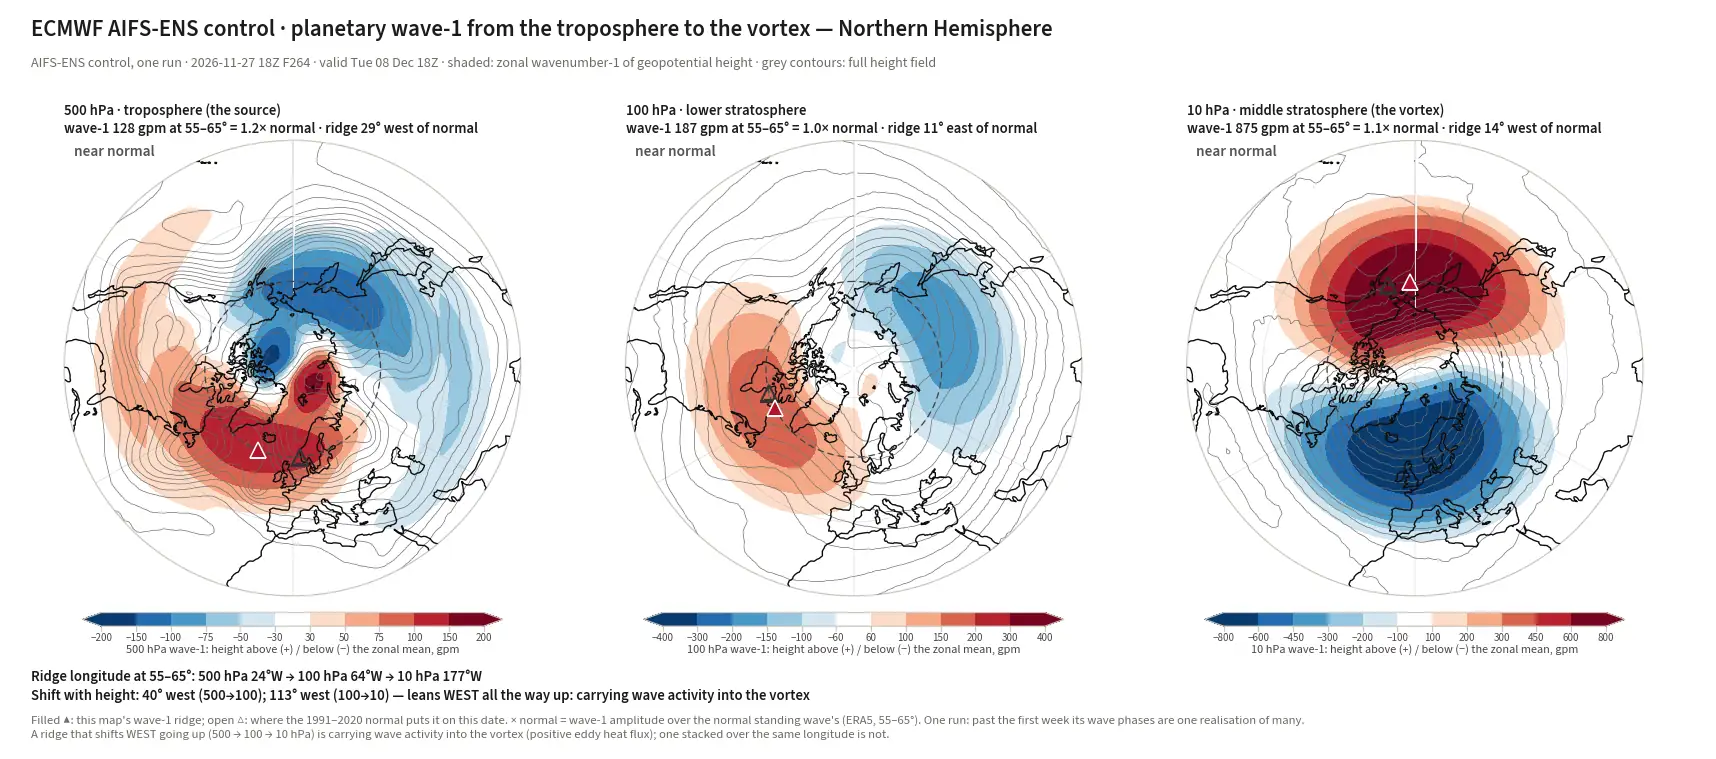 ECMWF AIFS-ENS control · planetary wave-1 from the troposphere to the vortex — Northern Hemisphere
AIFS-ENS control, one run · 2026-11-27 18Z F264 · valid Tue 08 Dec 18Z · shaded: zonal wavenumber-1 of geopotential height · grey contours: full height field
500 hPa · troposphere (the source)
wave-1 128 gpm at 55–65° = 1.2× normal · ridge 29° west of normal
near normal
100 hPa · lower stratosphere
wave-1 187 gpm at 55–65° = 1.0× normal · ridge 11° east of normal
near normal
10 hPa · middle stratosphere (the vortex)
wave-1 875 gpm at 55–65° = 1.1× normal · ridge 14° west of normal
near normal
−200 −150 −100 −75 −50 −30 30 50 75 100 150 200
500 hPa wave-1: height above (+) / below (−) the zonal mean, gpm
−400 −300 −200 −150 −100 −60 60 100 150 200 300 400
100 hPa wave-1: height above (+) / below (−) the zonal mean, gpm
−800 −600 −450 −300 −200 −100 100 200 300 450 600 800
10 hPa wave-1: height above (+) / below (−) the zonal mean, gpm
Ridge longitude at 55–65°: 500 hPa 24°W → 100 hPa 64°W → 10 hPa 177°W
Shift with height: 40° west (500→100); 113° west (100→10) — leans WEST all the way up: carrying wave activity into the vortex
Filled ▲: this map's wave-1 ridge; open △: where the 1991–2020 normal puts it on this date. × normal = wave-1 amplitude over the normal standing wave's (ERA5, 55–65°). One run: past the first week its wave phases are one realisation of many.
A ridge that shifts WEST going up (500 → 100 → 10 hPa) is carrying wave activity into the vortex (positive eddy heat flux); one stacked over the same longitude is not.